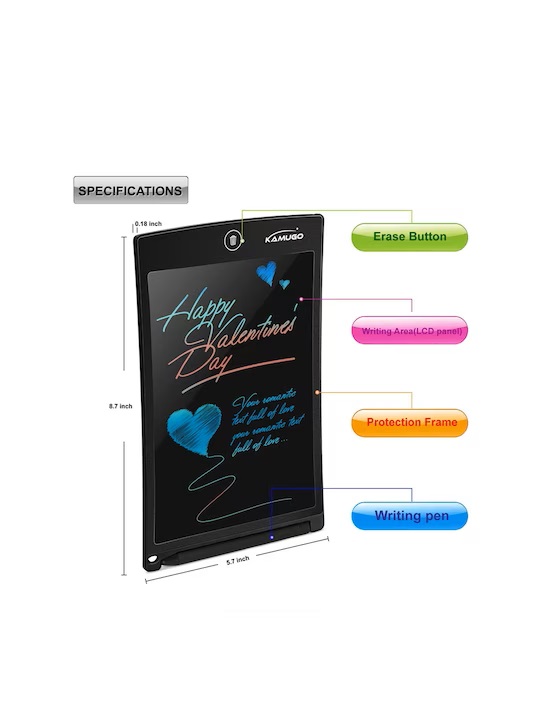 SPECIFICATIONS
0.18 inch
Erase Button
KAMUGO
Happy
Valentines'
Day
Writing Area(LCD panel)
8.7 inch
Your romantic
text full of love
your romantic text
full of love...
Protection Frame
Writing pen
5.7 inch